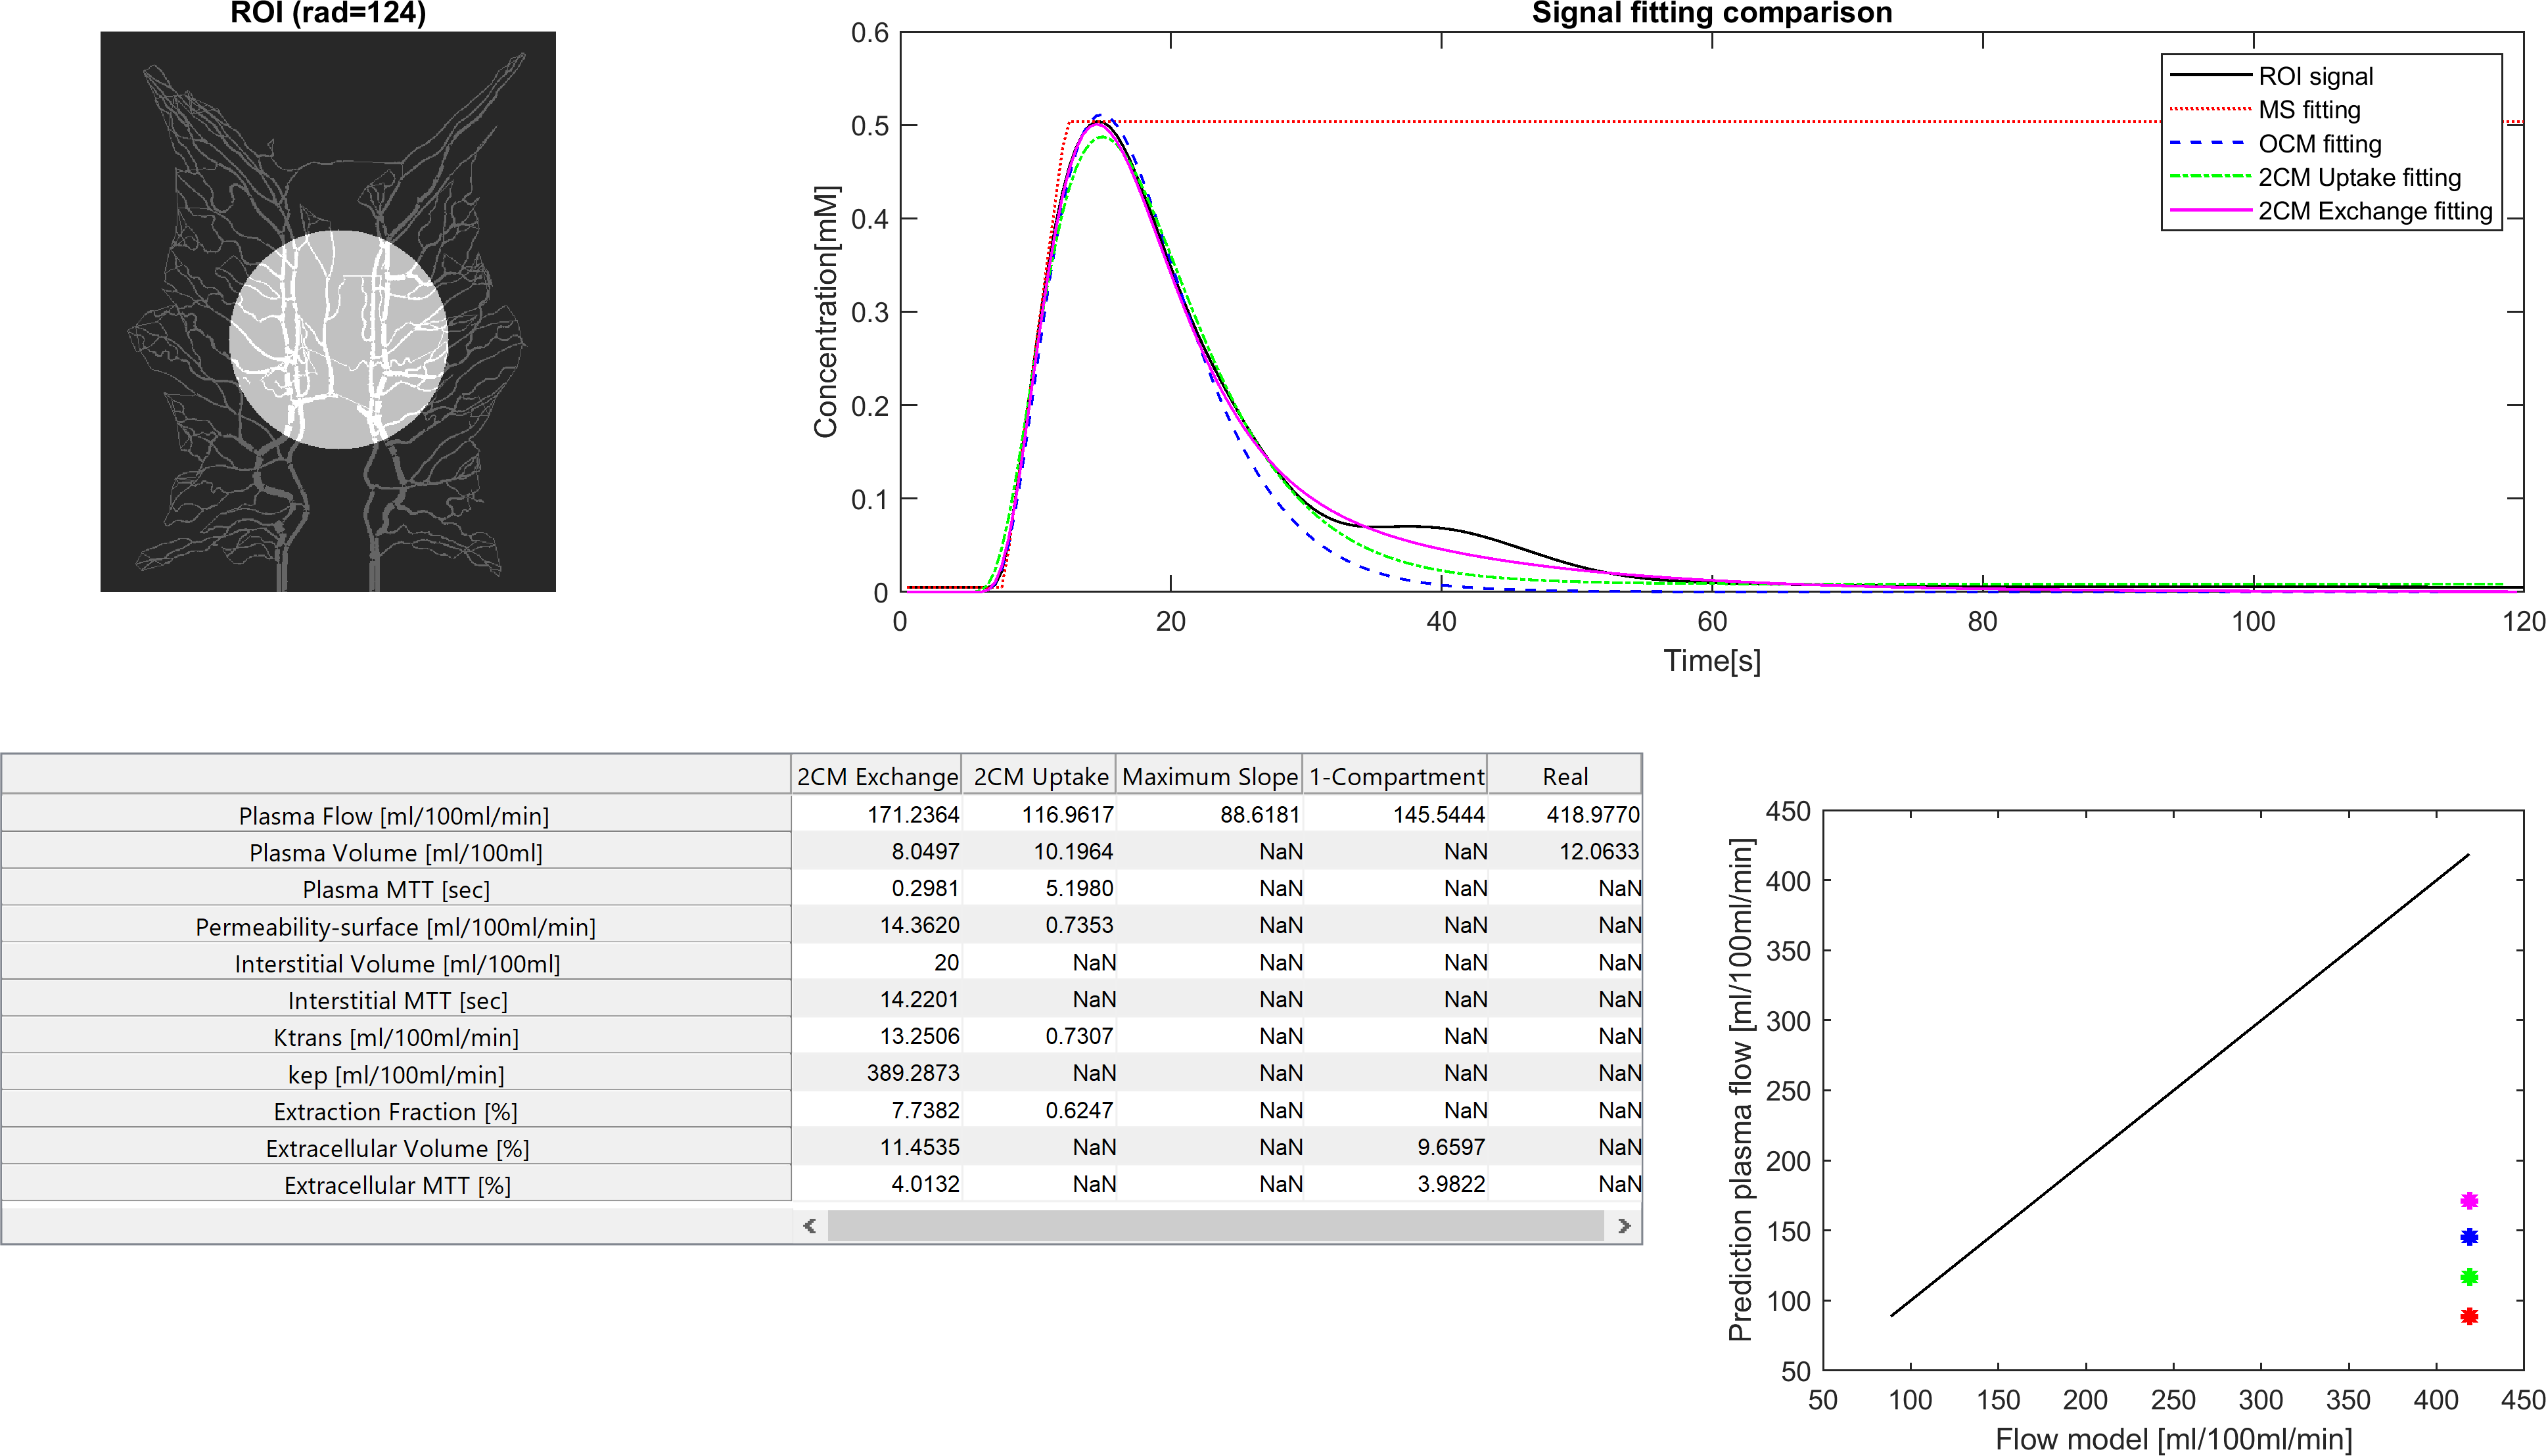 ROI (rad=124)
Signal fitting comparison
0.6
0.5
0.4
0.3
0.2
0.1
0
Concentration[mM]
0 20 40 60 80 100 120
Time[s]
ROI signal
MS fitting
OCM fitting
2CM Uptake fitting
2CM Exchange fitting
2CM Exchange 2CM Uptake Maximum Slope 1-Compartment Real
Plasma Flow [ml/100ml/min] 171.2364 116.9617 88.6181 145.5444 418.9770
Plasma Volume [ml/100ml] 8.0497 10.1964 NaN NaN 12.0633
Plasma MTT [sec] 0.2981 5.1980 NaN NaN NaN
Permeability-surface [ml/100ml/min] 14.3620 0.7353 NaN NaN NaN
Interstitial Volume [ml/100ml] 20 NaN NaN NaN NaN
Interstitial MTT [sec] 14.2201 NaN NaN NaN NaN
Ktrans [ml/100ml/min] 13.2506 0.7307 NaN NaN NaN
kep [ml/100ml/min] 389.2873 NaN NaN NaN NaN
Extraction Fraction [%] 7.7382 0.6247 NaN NaN NaN
Extracellular Volume [%] 11.4535 NaN NaN 9.6597 NaN
Extracellular MTT [%] 4.0132 NaN NaN 3.9822 NaN
450
400
350
300
250
200
150
100
50
Prediction plasma flow [ml/100ml/min]
50 100 150 200 250 300 350 400 450
Flow model [ml/100ml/min]